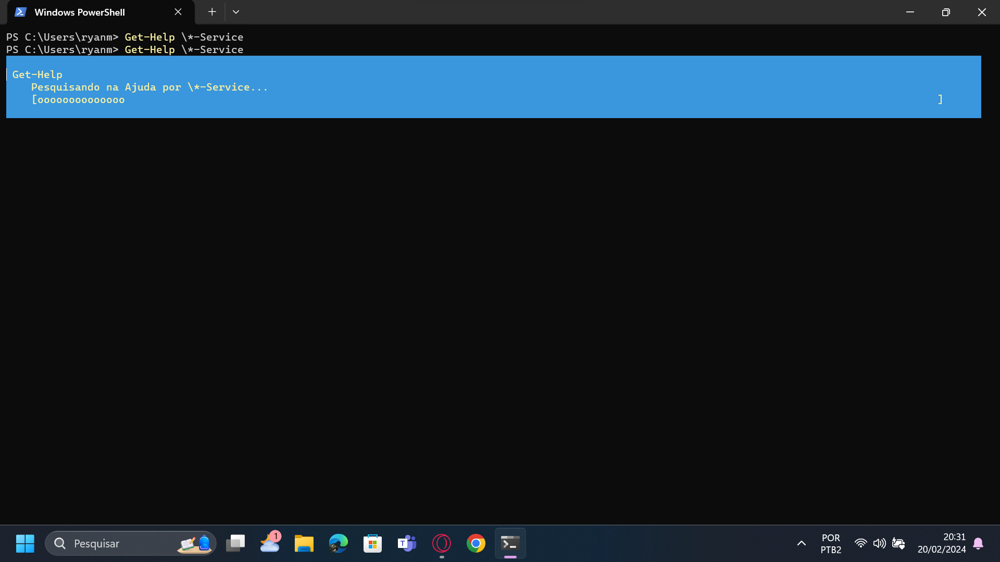 Windows PowerShell
PS C:\Users\ryanm> Get-Help \*-Service
PS C:\Users\ryanm> Get-Help \*-Service
Get-Help
Pesquisando na Ajuda por \*-Service...
[oooooooooooooo ]
Pesquisar
1
T
POR
PTB2
20:31
20/02/2024